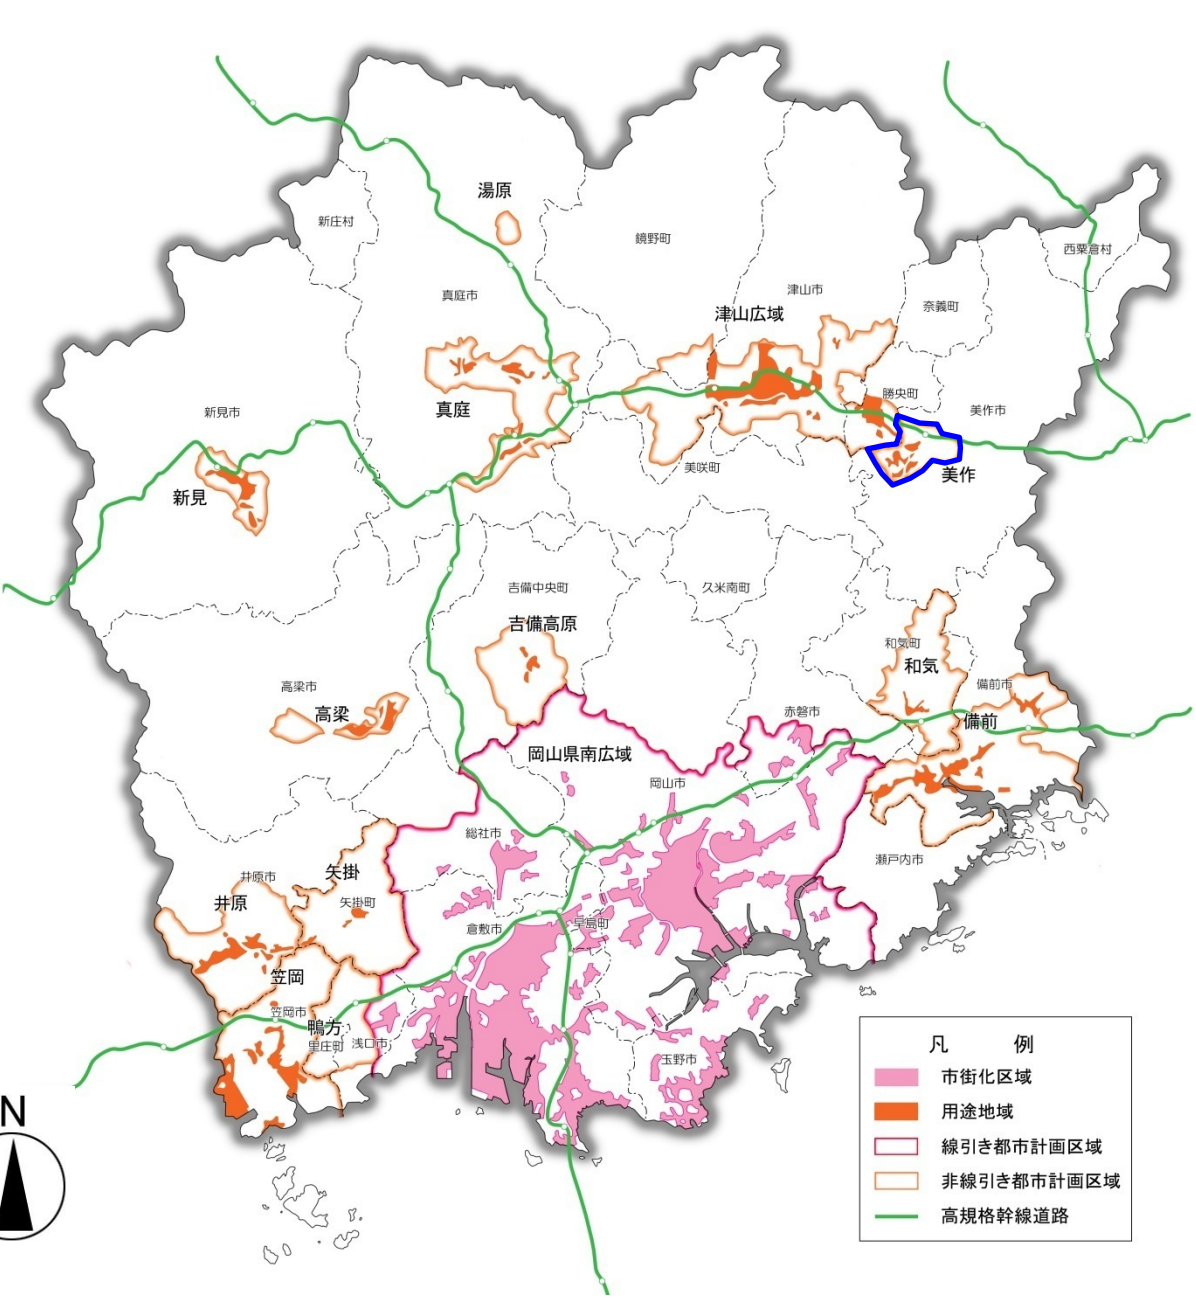 湯原
新庄村
鏡野町
西粟倉村
真庭市
津山市
奈義町
津山広域
勝央町
真庭
新見市
美作市
美咲町
美作
新見
吉備中央町
久米南町
吉備高原
和気町
和気
高梁市
備前市
高梁
赤磐市
備前
岡山県南広域
岡山市
総社市
瀬戸内市
矢掛
井原市
井原
矢掛町
倉敷市
早島町
笠岡
笠岡市
鴨方
里庄町
浅口市
玉野市
凡 例
市街化区域
用途地域
線引き都市計画区域
非線引き都市計画区域
高規格幹線道路
N